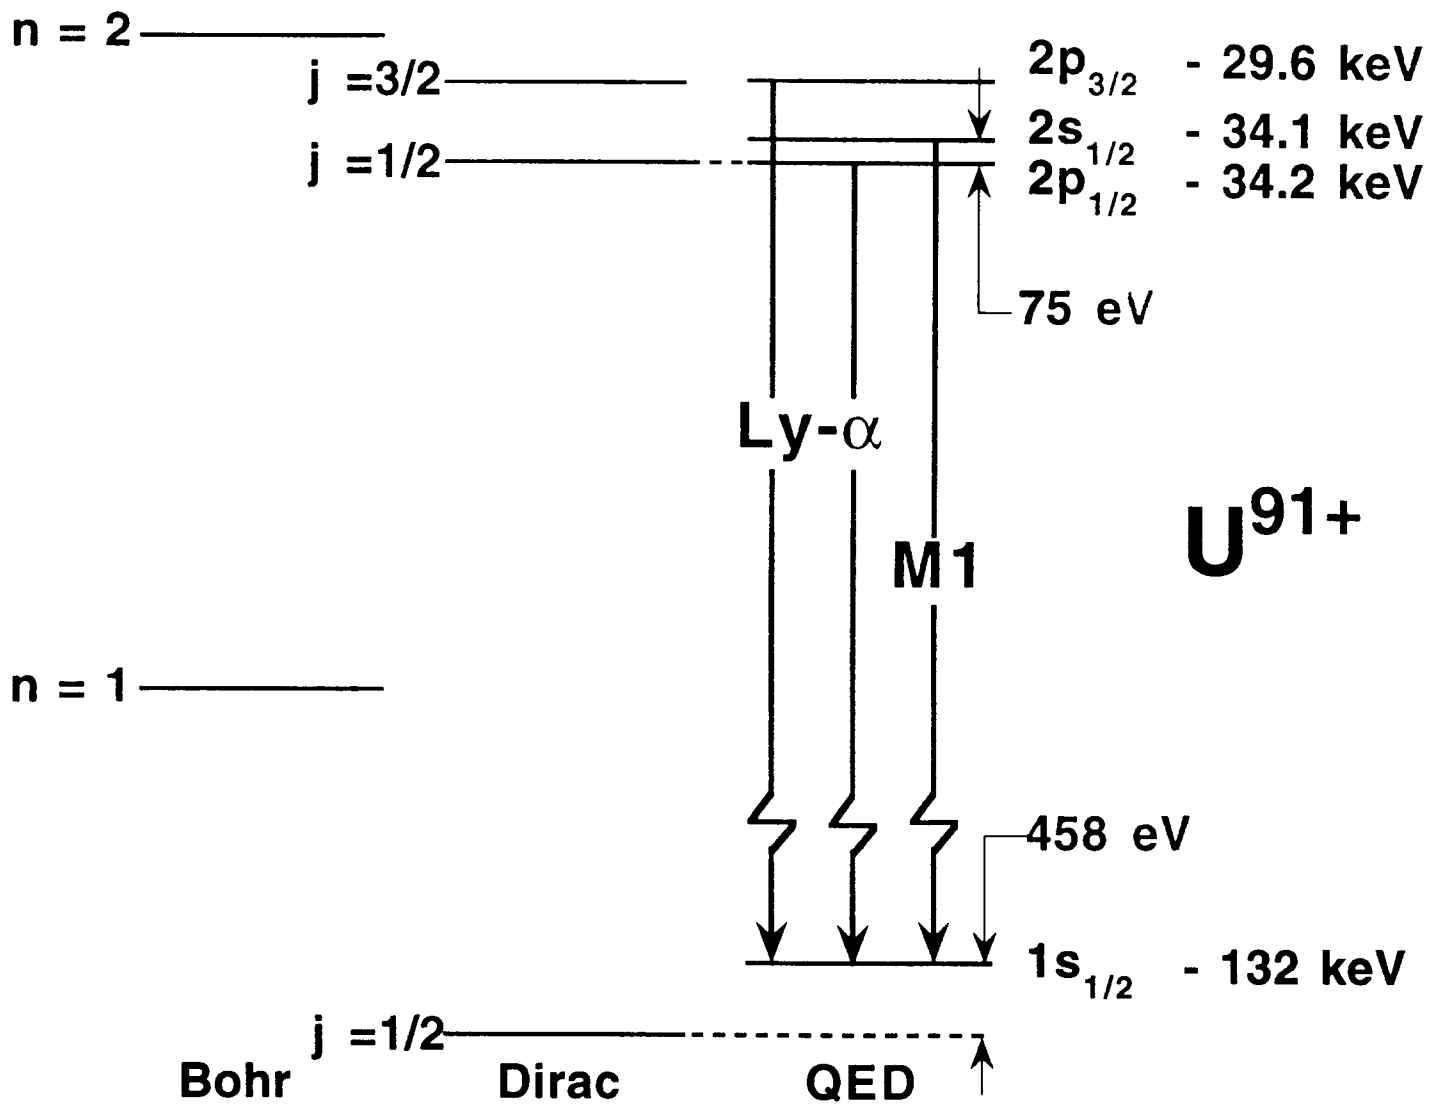 n = 2
j =3/2
2p3/2 - 29.6 keV
2s1/2 - 34.1 keV
j =1/2
2p1/2 - 34.2 keV
75 eV
Ly-α
U91+
M1
n = 1
458 eV
1s1/2 - 132 keV
j =1/2
Bohr Dirac QED